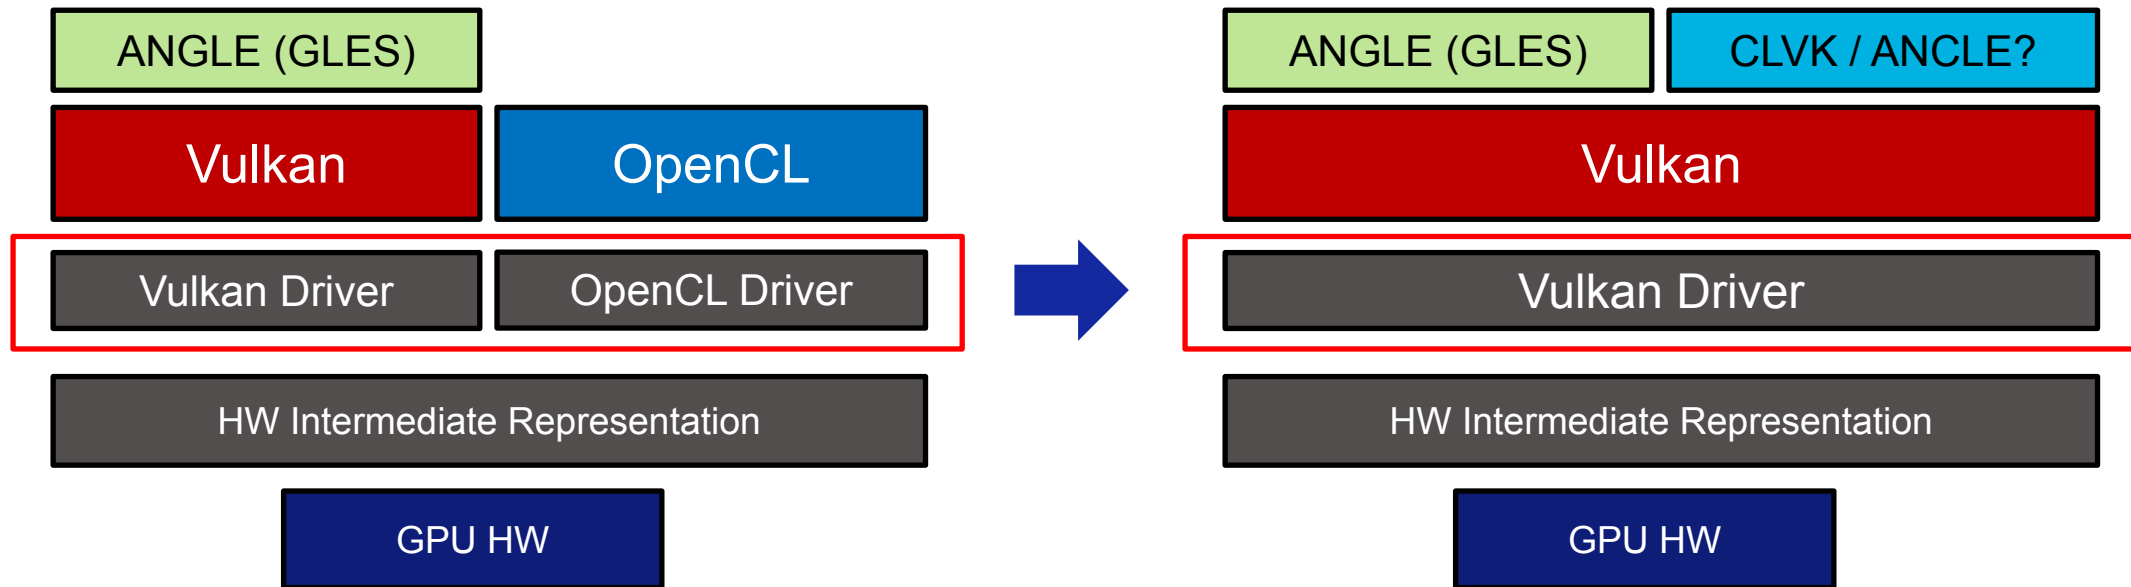 ANGLE (GLES)
Vulkan
OpenCL
Vulkan Driver
OpenCL Driver
HW Intermediate Representation
GPU HW
ANGLE (GLES)
CLVK / ANCLE?
Vulkan
Vulkan Driver
HW Intermediate Representation
GPU HW